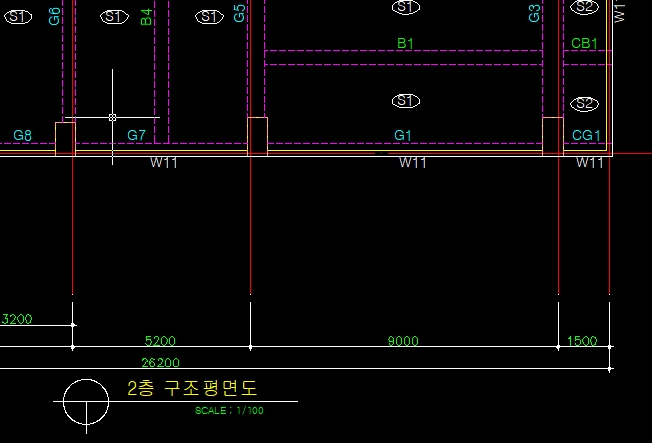 S1 G6 S1 B4 S1 G5 S1 G3 S2 W1
B1 CB1
S1 S2
G8 G7 G1 CG1
W11 W11 W11
3200
5200 9000 1500
26200
2층 구조평면도
SCALE : 1/100